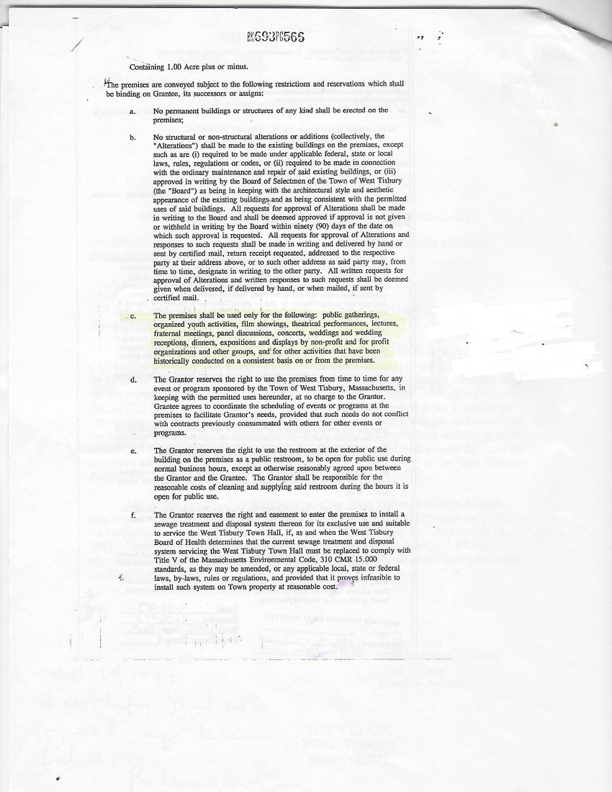 BK693PG566
Containing 1.00 Acre plus or minus.
The premises are conveyed subject to the following restrictions and reservations which shall
be binding on Grantee, its successors or assigns:
a. No permanent buildings or structures of any kind shall be erected on the
premises;
b. No structural or non-structural alterations or additions (collectively, the
"Alterations") shall be made to the existing buildings on the premises, except
such as are (i) required to be made under applicable federal, state or local
laws, rules, regulations or codes, or (ii) required to be made in connection
with the ordinary maintenance and repair of said existing buildings, or (iii)
approved in writing by the Board of Selectmen of the Town of West Tisbury
(the "Board") as being in keeping with the architectural style and aesthetic
appearance of the existing buildings and as being consistent with the permitted
uses of said buildings. All requests for approval of Alterations shall be made
in writing to the Board and shall be deemed approved if approval is not given
or withheld in writing by the Board within ninety (90) days of the date on
which such approval is requested. All requests for approval of Alterations and
responses to such requests shall be made in writing and delivered by hand or
sent by certified mail, return receipt requested, addressed to the respective
party at their address above, or to such other address as said party may, from
time to time, designate in writing to the other party. All written requests for
approval of Alterations and written responses to such requests shall be deemed
given when delivered, if delivered by hand, or when mailed, if sent by
certified mail.
c. The premises shall be used only for the following: public gatherings,
organized youth activities, film showings, theatrical performances, lectures,
fraternal meetings, panel discussions, concerts, weddings and wedding
receptions, dinners, expositions and displays by non-profit and for profit
organizations and other groups, and for other activities that have been
historically conducted on a consistent basis on or from the premises.
d. The Grantor reserves the right to use the premises from time to time for any
event or program sponsored by the Town of West Tisbury, Massachusetts, in
keeping with the permitted uses hereunder, at no charge to the Grantor.
Grantee agrees to coordinate the scheduling of events or programs at the
premises to facilitate Grantor's needs, provided that such needs do not conflict
with contracts previously consummated with others for other events or
programs.
e. The Grantor reserves the right to use the restroom at the exterior of the
building on the premises as a public restroom, to be open for public use during
normal business hours, except as otherwise reasonably agreed upon between
the Grantor and the Grantee. The Grantor shall be responsible for the
reasonable costs of cleaning and supplying said restroom during the hours it is
open for public use.
f. The Grantor reserves the right and easement to enter the premises to install a
sewage treatment and disposal system thereon for its exclusive use and suitable
to service the West Tisbury Town Hall, if, as and when the West Tisbury
Board of Health determines that the current sewage treatment and disposal
system servicing the West Tisbury Town Hall must be replaced to comply with
Title V of the Massachusetts Environmental Code, 310 CMR 15.000
standards, as they may be amended, or any applicable local, state or federal
laws, by-laws, rules or regulations, and provided that it proves infeasible to
install such system on Town property at reasonable cost.